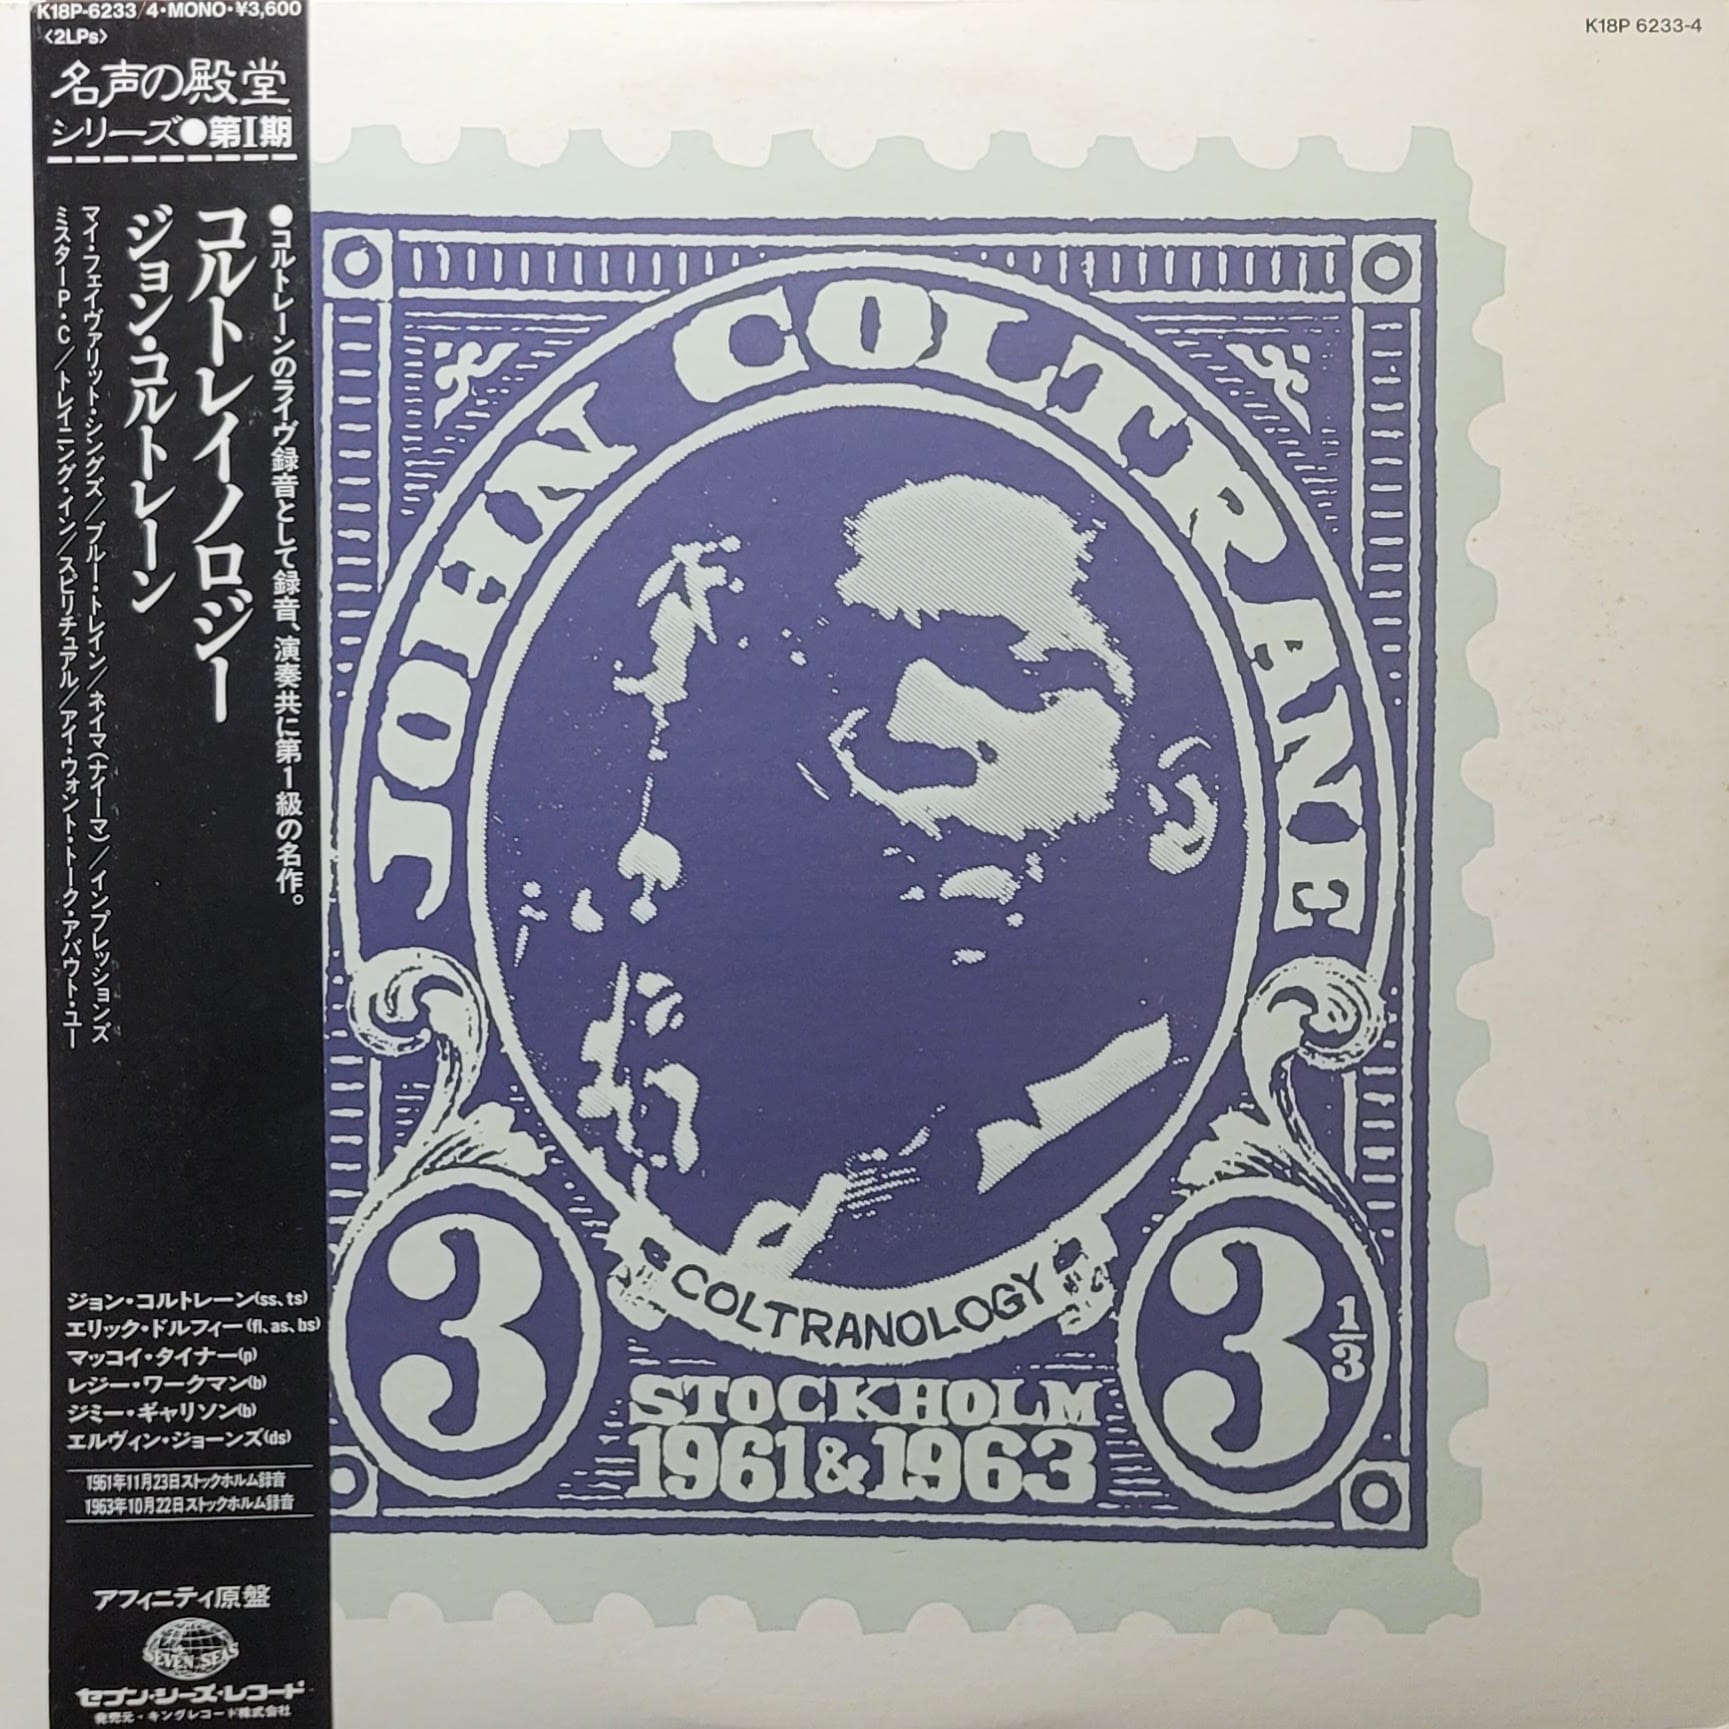 K18P-6233/4・MONO・¥3,600
〈2LPs〉
名声の殿堂
シリーズ●第I期
●コルトレーンのライヴ録音として録音、演奏共に第1級の名作。
コルトレイノロジー
ジョン・コルトレーン
マイ・フェイヴァリット・シングズ/ブルー・トレイン/ネイマ(ナイーマ)/インプレッションズ
ミスターP・C/トレイニング・イン/スピリチュアル/アイ・ウォント・トーク・アバウト・ユー
ジョン・コルトレーン(ss、ts)
エリック・ドルフィー(fl、as、bs)
マッコイ・タイナー(p)
レジー・ワークマン(b)
ジミー・ギャリソン(b)
エルヴィン・ジョーンズ(ds)
1961年11月23日ストックホルム録音
1963年10月22日ストックホルム録音
アフィニティ原盤
SEVEN SEAS
セブン・シーズ・レコード
発売元・キングレコード株式会社
K18P 6233-4
JOHN COLTRANE
COLTRANOLOGY
3
3 1/3
STOCKHOLM
1961&1963